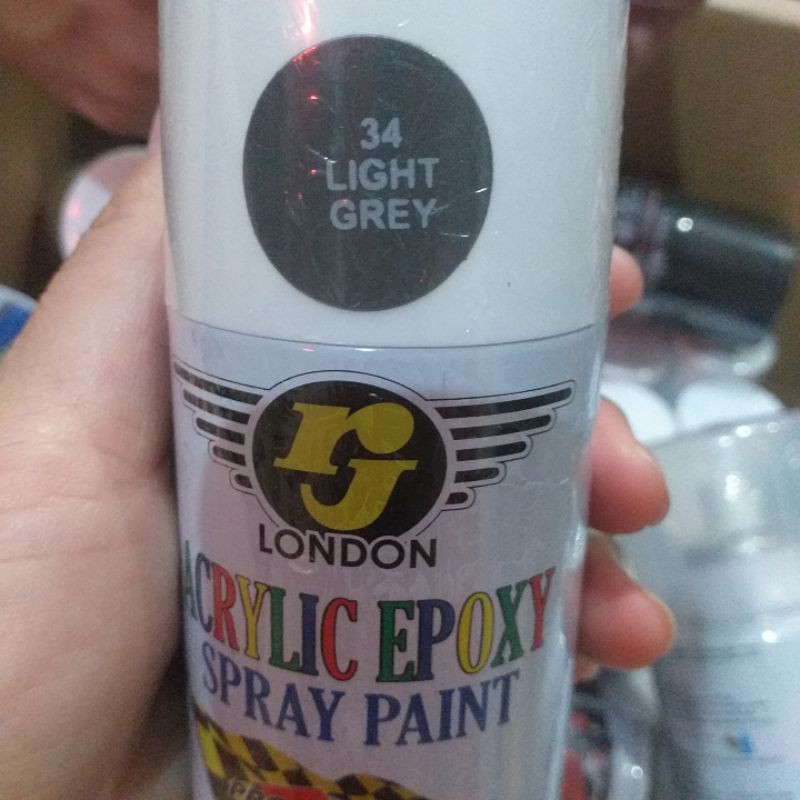 34
LIGHT
GREY
rJ
LONDON
ACRYLIC EPOXY
SPRAY PAINT